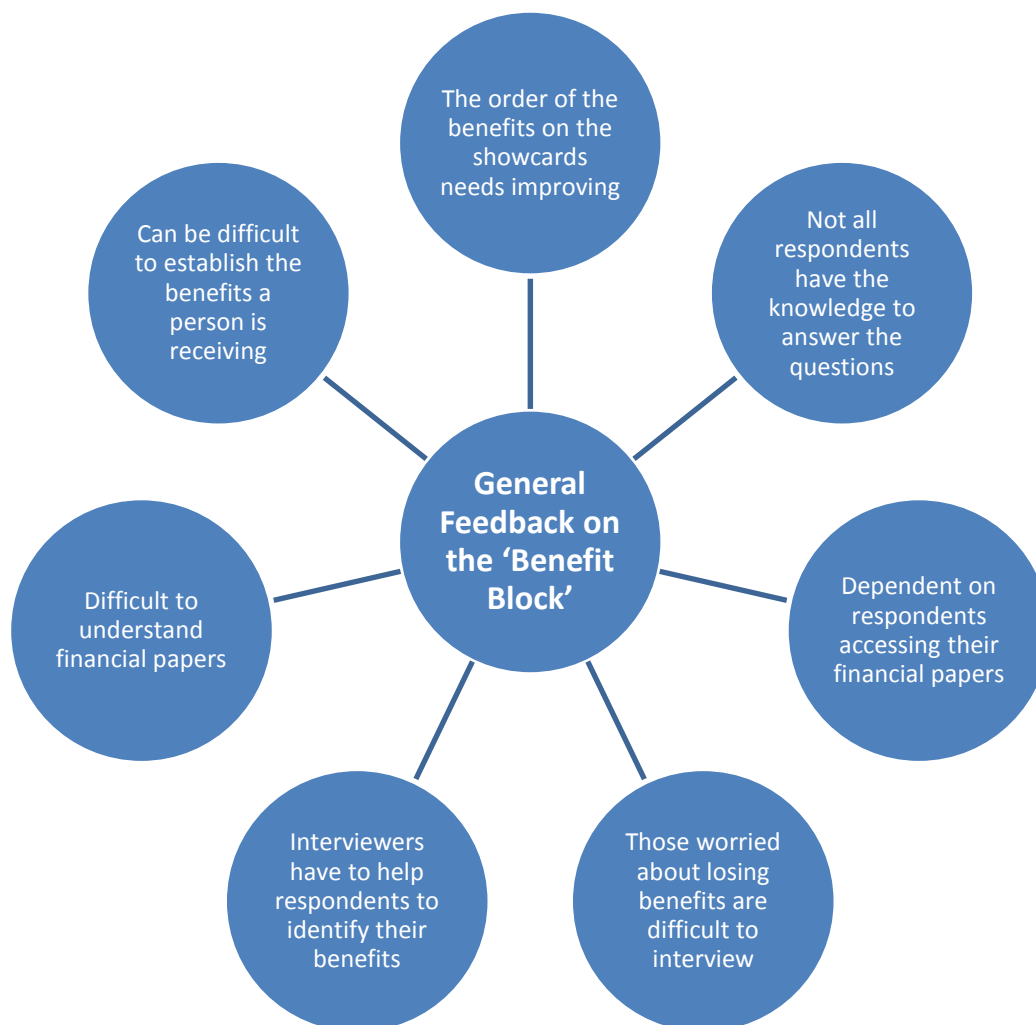 The order of the
benefits on the
showcards
needs improving
Not all
respondents
have the
knowledge to
answer the
questions
Dependent on
respondents
accessing their
financial papers
Those worried
about losing
benefits are
difficult to
interview
Interviewers
have to help
respondents to
identify their
benefits
Difficult to
understand
financial papers
Can be difficult
to establish the
benefits a
person is
receiving
General
Feedback on
the ‘Benefit
Block’